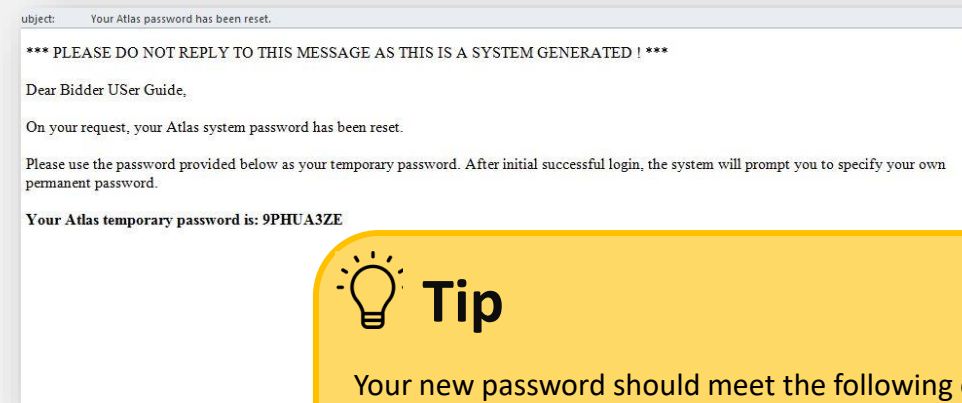 ubject: Your Atlas password has been reset.
*** PLEASE DO NOT REPLY TO THIS MESSAGE AS THIS IS A SYSTEM GENERATED ! ***
Dear Bidder USer Guide,
On your request, your Atlas system password has been reset.
Please use the password provided below as your temporary password. After initial successful login, the system will prompt you to specify your own
permanent password.
Your Atlas temporary password is: 9PHUA3ZE
Tip
Your new password should meet the following